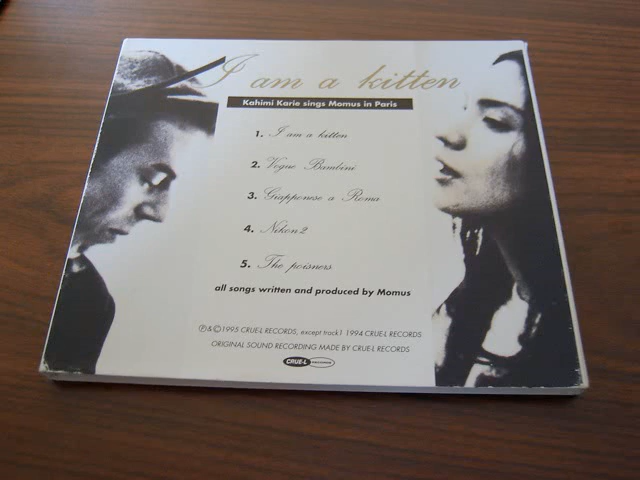 I am a kitten
Kahimi Karie sings Momus in Paris
1. I am a kitten
2. Vogue Bambini
3. Giapponese a Roma
4. Nikon 2
5. The poisners
all songs written and produced by Momus
℗&©1995 CRUE-L RECORDS, except track1 1994 CRUE-L RECORDS
ORIGINAL SOUND RECORDING MADE BY CRUE-L RECORDS
CRUE-L